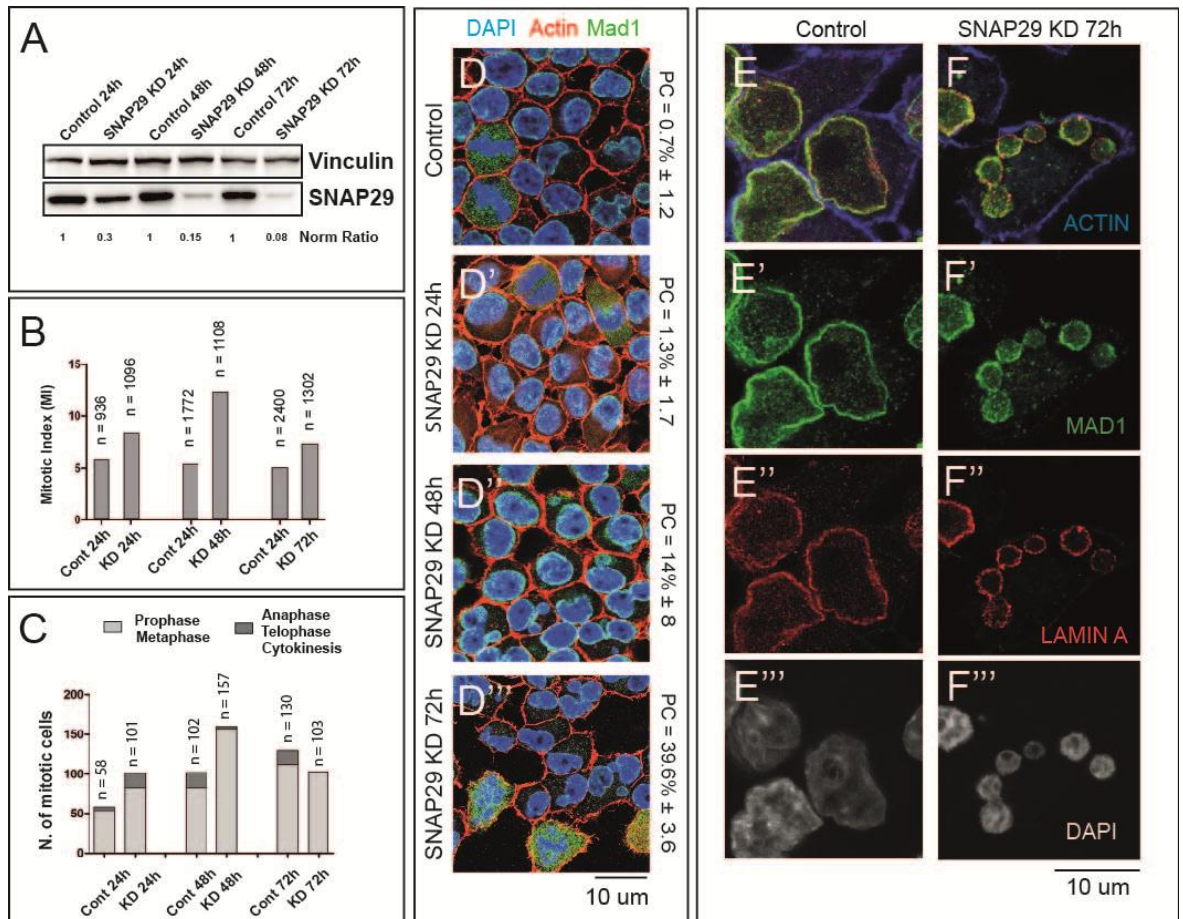 A
Control 24h
SNAP29 KD 24h
Control 48h
SNAP29 KD 48h
Control 72h
SNAP29 KD 72h
Vinculin
SNAP29
1 0.3 1 0.15 1 0.08 Norm Ratio
B
Mitotic Index (MI)
15
10
5
0
n = 936
n = 1096
n = 1772
n = 1108
n = 2400
n = 1302
Cont 24h
KD 24h
Cont 24h
KD 48h
Cont 24h
KD 72h
C
Prophase
Metaphase
Anaphase
Telophase
Cytokinesis
N. of mitotic cells
200
150
100
50
0
n = 58
n = 101
n = 102
n = 157
n = 130
n = 103
Cont 24h
KD 24h
Cont 48h
KD 48h
Cont 72h
KD 72h
DAPI Actin Mad1
D
Control
PC = 0.7% ± 1.2
D'
SNAP29 KD 24h
PC = 1.3% ± 1.7
D''
SNAP29 KD 48h
PC = 14% ± 8
D'''
SNAP29 KD 72h
PC = 39.6% ± 3.6
10 um
Control SNAP29 KD 72h
E
F
ACTIN
E'
F'
MAD1
E''
F''
LAMIN A
E'''
F'''
DAPI
10 um